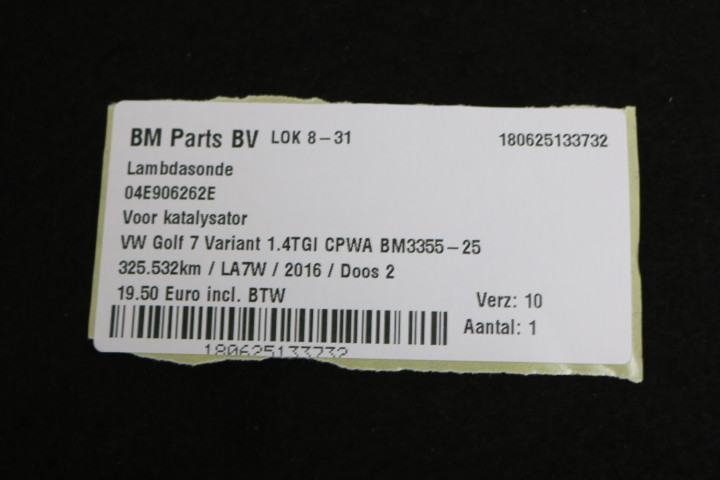 BM Parts BV LOK 8-31 180625133732
Lambdasonde
04E906262E
Voor katalysator
VW Golf 7 Variant 1.4TGI CPWA BM3355-25
325.532km / LA7W / 2016 / Doos 2
19.50 Euro incl. BTW Verz: 10
Aantal: 1
180625133732